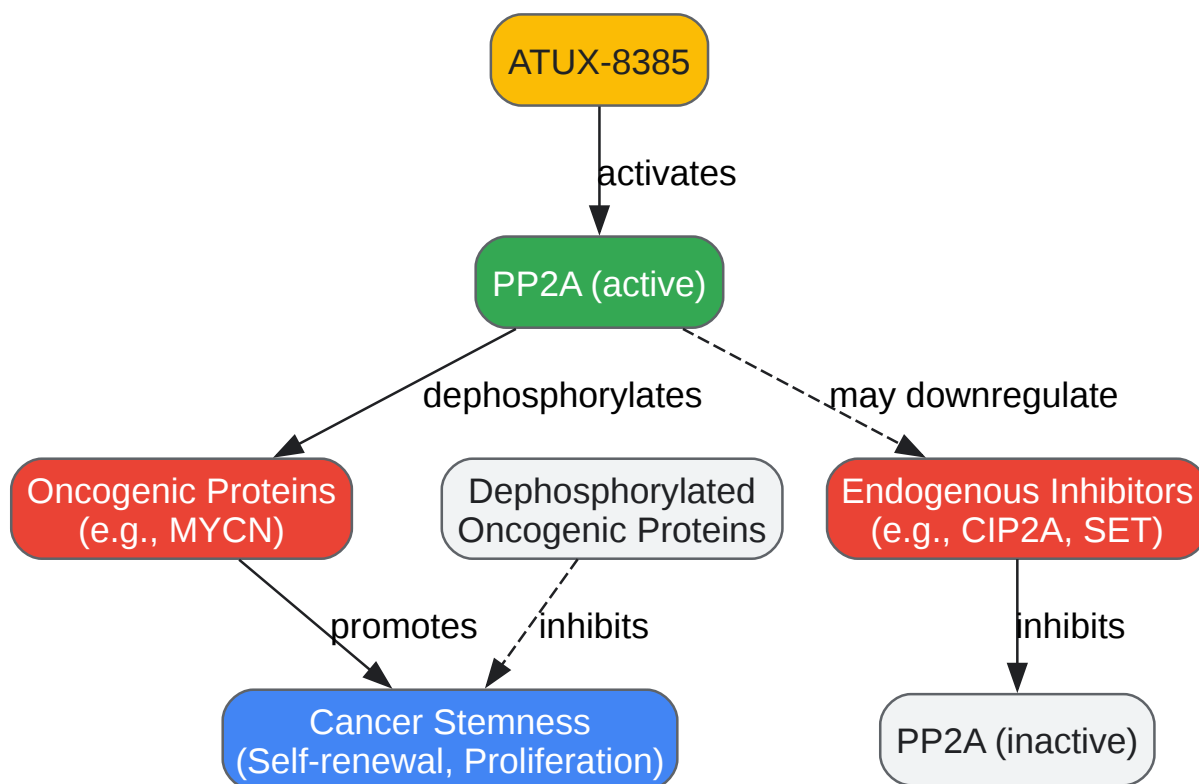 ATUX-8385
activates
PP2A (active)
dephosphorylates
may downregulate
Oncogenic Proteins
(e.g., MYCN)
Dephosphorylated
Oncogenic Proteins
Endogenous Inhibitors
(e.g., CIP2A, SET)
promotes
inhibits
inhibits
Cancer Stemness
(Self-renewal, Proliferation)
PP2A (inactive)